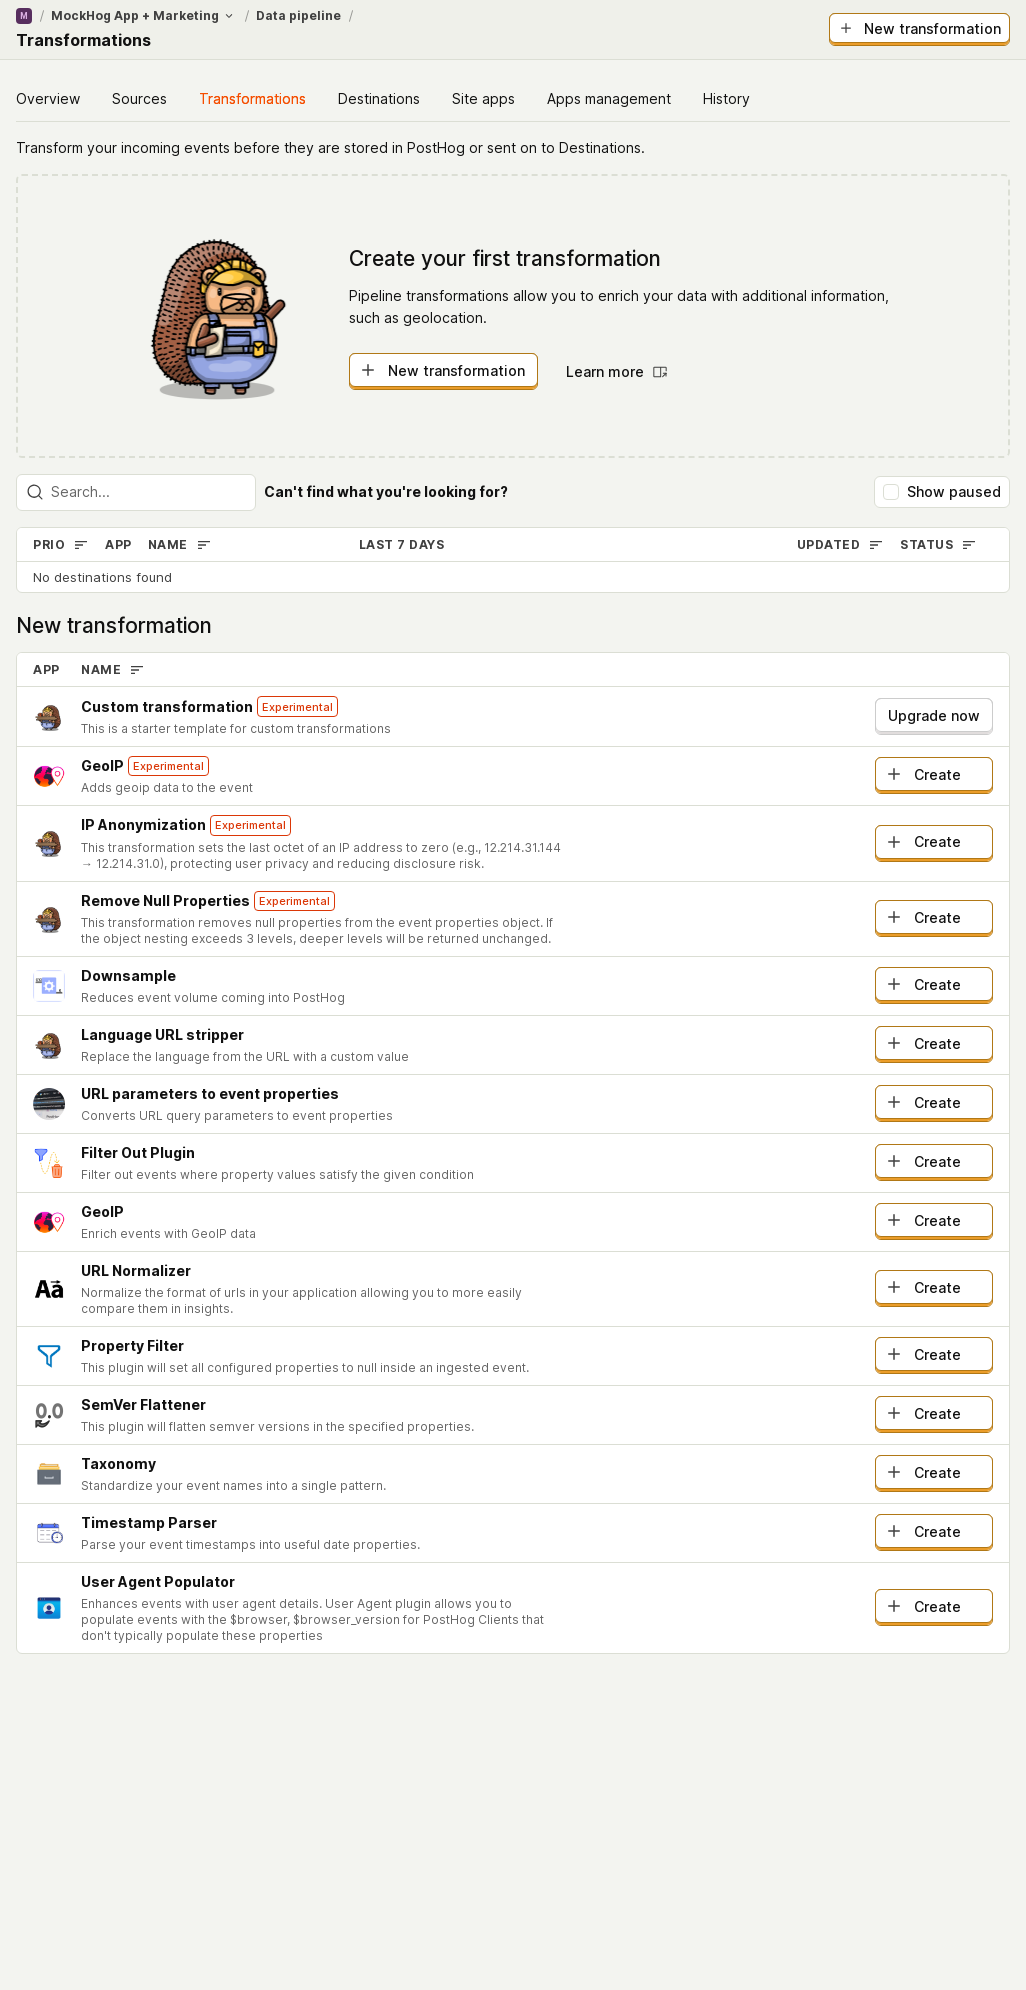 M / MockHog App + Marketing / Data pipeline /
Transformations
New transformation
Overview Sources Transformations Destinations Site apps Apps management History
Transform your incoming events before they are stored in PostHog or sent on to Destinations.
Create your first transformation
Pipeline transformations allow you to enrich your data with additional information,
such as geolocation.
New transformation Learn more
Search... Can't find what you're looking for? Show paused
PRIO APP NAME LAST 7 DAYS UPDATED STATUS
No destinations found
New transformation
APP NAME
Custom transformation Experimental
This is a starter template for custom transformations
Upgrade now
GeoIP Experimental
Adds geoip data to the event
Create
IP Anonymization Experimental
This transformation sets the last octet of an IP address to zero (e.g., 12.214.31.144
→ 12.214.31.0), protecting user privacy and reducing disclosure risk.
Create
Remove Null Properties Experimental
This transformation removes null properties from the event properties object. If
the object nesting exceeds 3 levels, deeper levels will be returned unchanged.
Create
Downsample
Reduces event volume coming into PostHog
Create
Language URL stripper
Replace the language from the URL with a custom value
Create
URL parameters to event properties
Converts URL query parameters to event properties
Create
Filter Out Plugin
Filter out events where property values satisfy the given condition
Create
GeoIP
Enrich events with GeoIP data
Create
URL Normalizer
Normalize the format of urls in your application allowing you to more easily
compare them in insights.
Create
Property Filter
This plugin will set all configured properties to null inside an ingested event.
Create
0.0
SemVer Flattener
This plugin will flatten semver versions in the specified properties.
Create
Taxonomy
Standardize your event names into a single pattern.
Create
Timestamp Parser
Parse your event timestamps into useful date properties.
Create
User Agent Populator
Enhances events with user agent details. User Agent plugin allows you to
populate events with the $browser, $browser_version for PostHog Clients that
don't typically populate these properties
Create